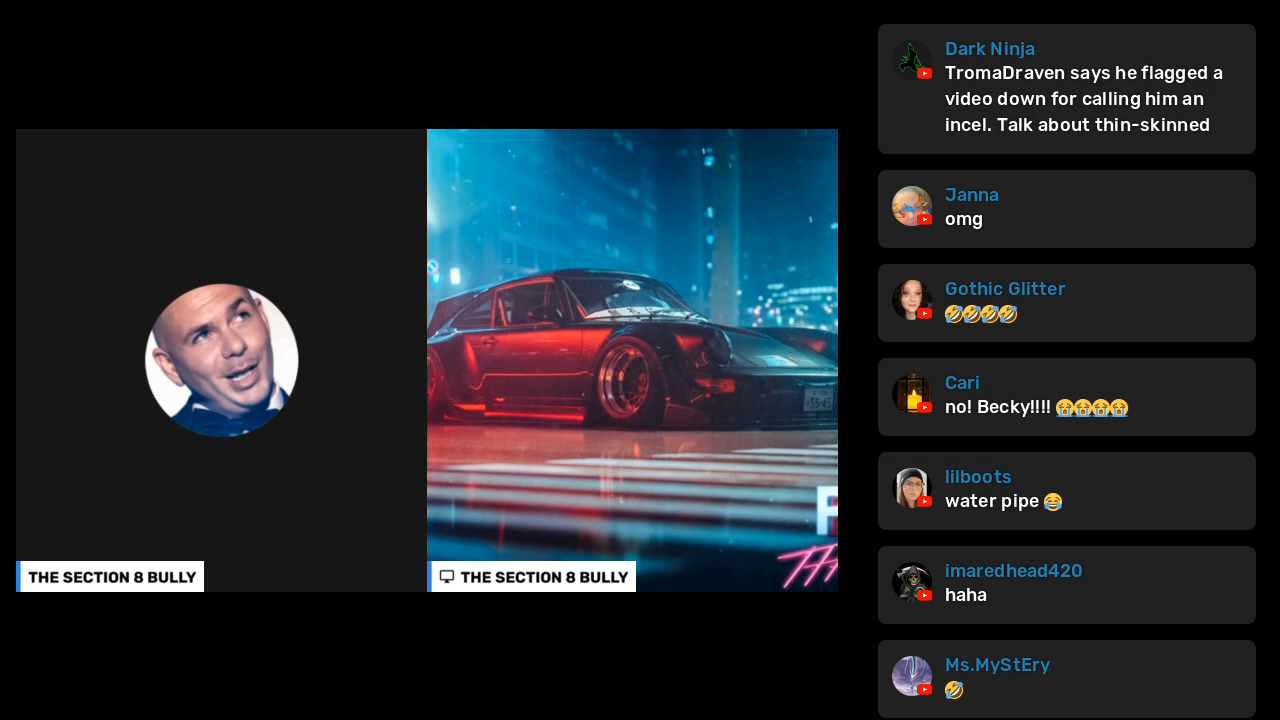 THE SECTION 8 BULLY
THE SECTION 8 BULLY
Dark Ninja
TromaDraven says he flagged a
video down for calling him an
incel. Talk about thin-skinned
Janna
omg
Gothic Glitter
🤣🤣🤣🤣
Cari
no! Becky!!!! 😭😭😭😭
lilboots
water pipe 😂
imaredhead420
haha
Ms.MyStEry
🤣